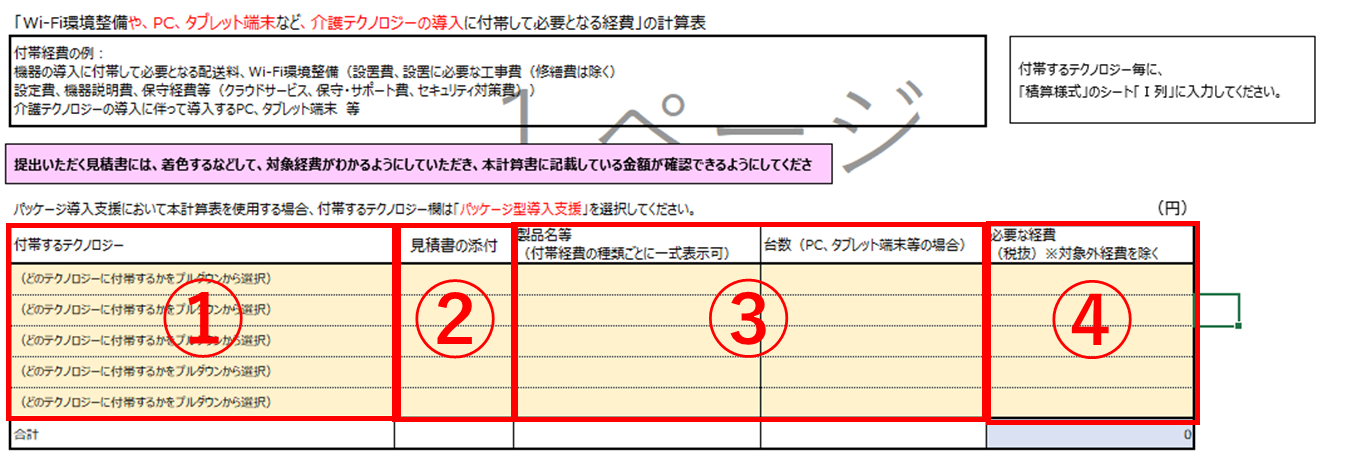 「Wi-Fi環境整備や、PC、タブレット端末など、介護テクノロジーの導入に付帯して必要となる経費」の計算表
付帯経費の例：
機器の導入に付帯して必要となる配送料、Wi-Fi環境整備（設置費、設置に必要な工事費（修繕費は除く）
設定費、機器説明費、保守経費等（クラウドサービス、保守・サポート費、セキュリティ対策費））
介護テクノロジーの導入に伴って導入するPC、タブレット端末　等
付帯するテクノロジー毎に、
「積算様式」のシート「Ｉ列」に入力してください。
1 ページ
提出いただく見積書には、着色するなどして、対象経費がわかるようにしていただき、本計算書に記載している金額が確認できるようにしてくださ
パッケージ導入支援において本計算表を使用する場合、付帯するテクノロジー欄は「パッケージ型導入支援」を選択してください。
（円）
付帯するテクノロジー
見積書の添付
製品名等
（付帯経費の種類ごとに一式表示可）
台数（PC、タブレット端末等の場合）
必要な経費
（税抜）※対象外経費を除く
（どのテクノロジーに付帯するかをプルダウンから選択）
（どのテクノロジーに付帯するかをプルダウンから選択）
（どのテクノロジーに付帯するかをプルダウンから選択）
（どのテクノロジーに付帯するかをプルダウンから選択）
（どのテクノロジーに付帯するかをプルダウンから選択）
①
②
③
④
合計
0